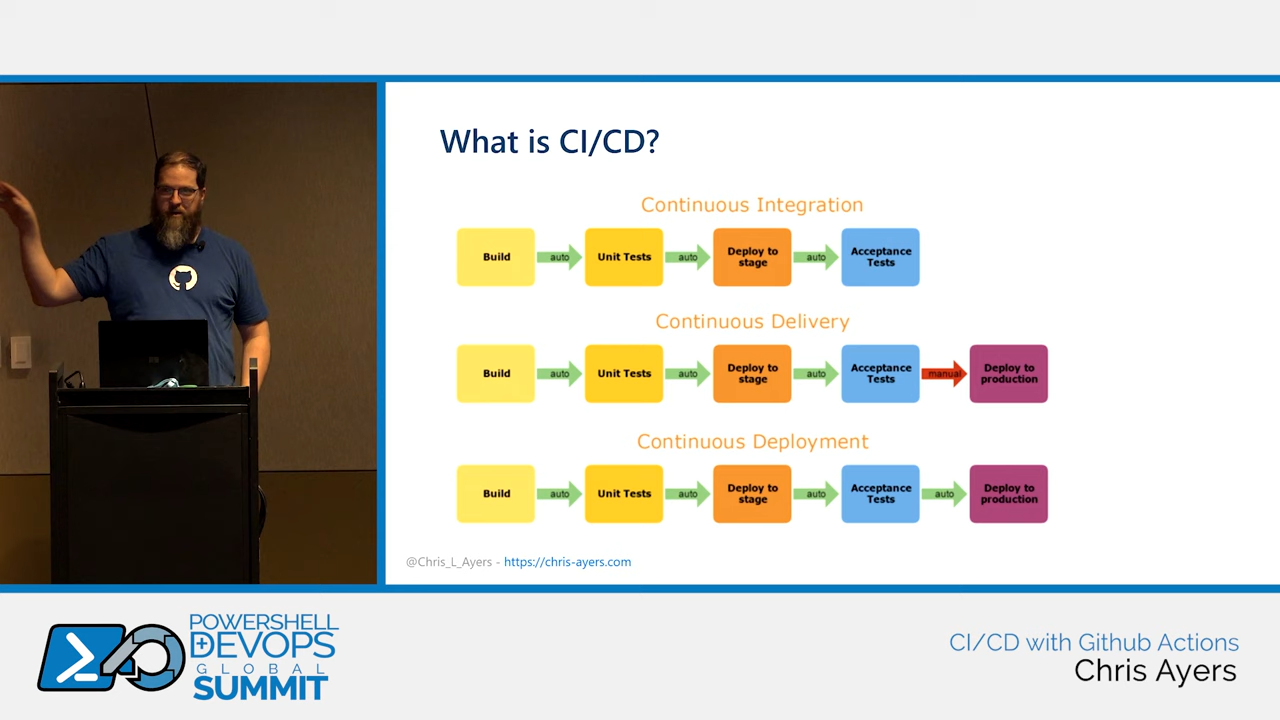 What is CI/CD?
Continuous Integration
Build auto Unit Tests auto Deploy to stage auto Acceptance Tests
Continuous Delivery
Build auto Unit Tests auto Deploy to stage auto Acceptance Tests manual Deploy to production
Continuous Deployment
Build auto Unit Tests auto Deploy to stage auto Acceptance Tests auto Deploy to production
@Chris_L_Ayers - https://chris-ayers.com
POWERSHELL
+DEVOPS
GLOBAL
SUMMIT
CI/CD with Github Actions
Chris Ayers